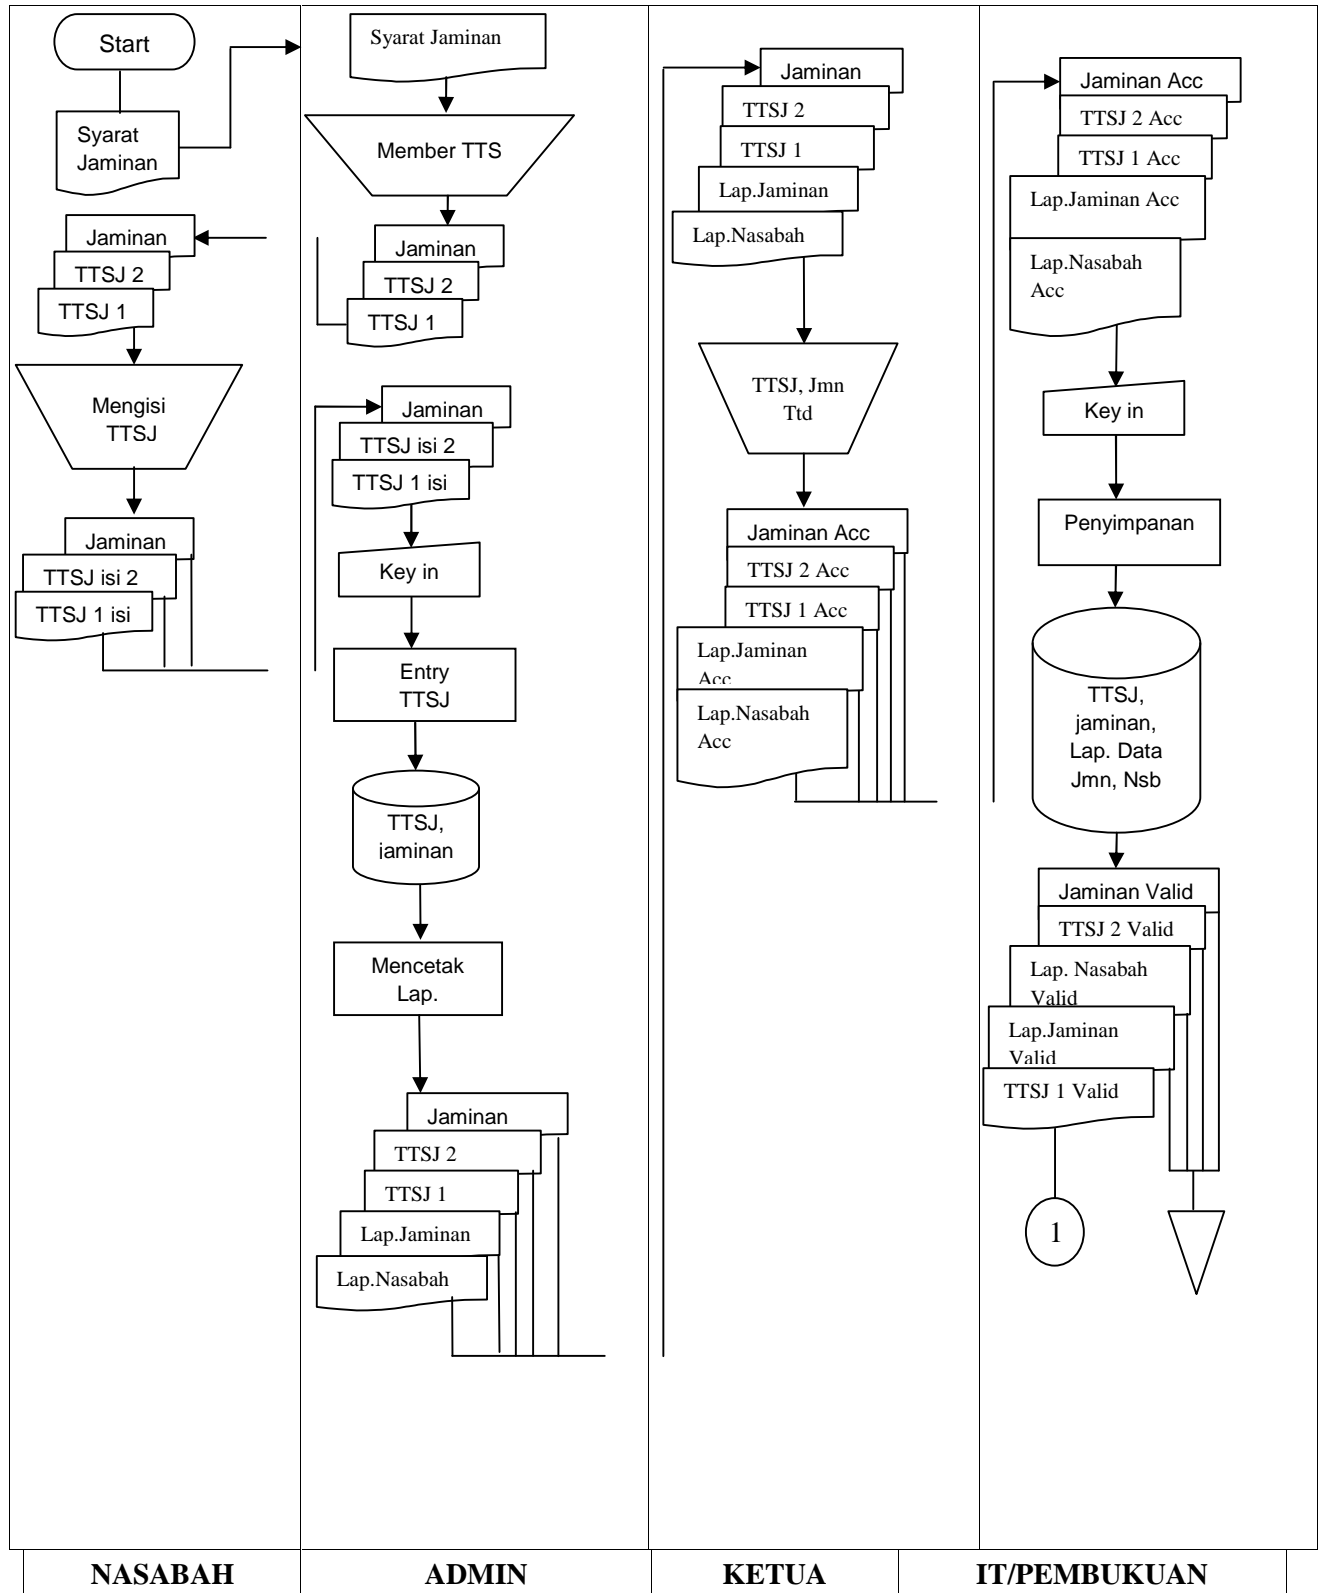 Start
Syarat
Jaminan
Jaminan
TTSJ 2
TTSJ 1
Mengisi
TTSJ
Jaminan
TTSJ isi 2
TTSJ 1 isi
Syarat Jaminan
Member TTS
Jaminan
TTSJ 2
TTSJ 1
Jaminan
TTSJ isi 2
TTSJ 1 isi
Key in
Entry
TTSJ
TTSJ,
jaminan
Mencetak
Lap.
Jaminan
TTSJ 2
TTSJ 1
Lap.Jaminan
Lap.Nasabah
Jaminan
TTSJ 2
TTSJ 1
Lap.Jaminan
Lap.Nasabah
TTSJ, Jmn
Ttd
Jaminan Acc
TTSJ 2 Acc
TTSJ 1 Acc
Lap.Jaminan
Acc
Lap.Nasabah
Acc
Jaminan Acc
TTSJ 2 Acc
TTSJ 1 Acc
Lap.Jaminan Acc
Lap.Nasabah
Acc
Key in
Penyimpanan
TTSJ,
jaminan,
Lap. Data
Jmn, Nsb
Jaminan Valid
TTSJ 2 Valid
Lap. Nasabah
Valid
Lap.Jaminan
Valid
TTSJ 1 Valid
1
NASABAH
ADMIN
KETUA
IT/PEMBUKUAN